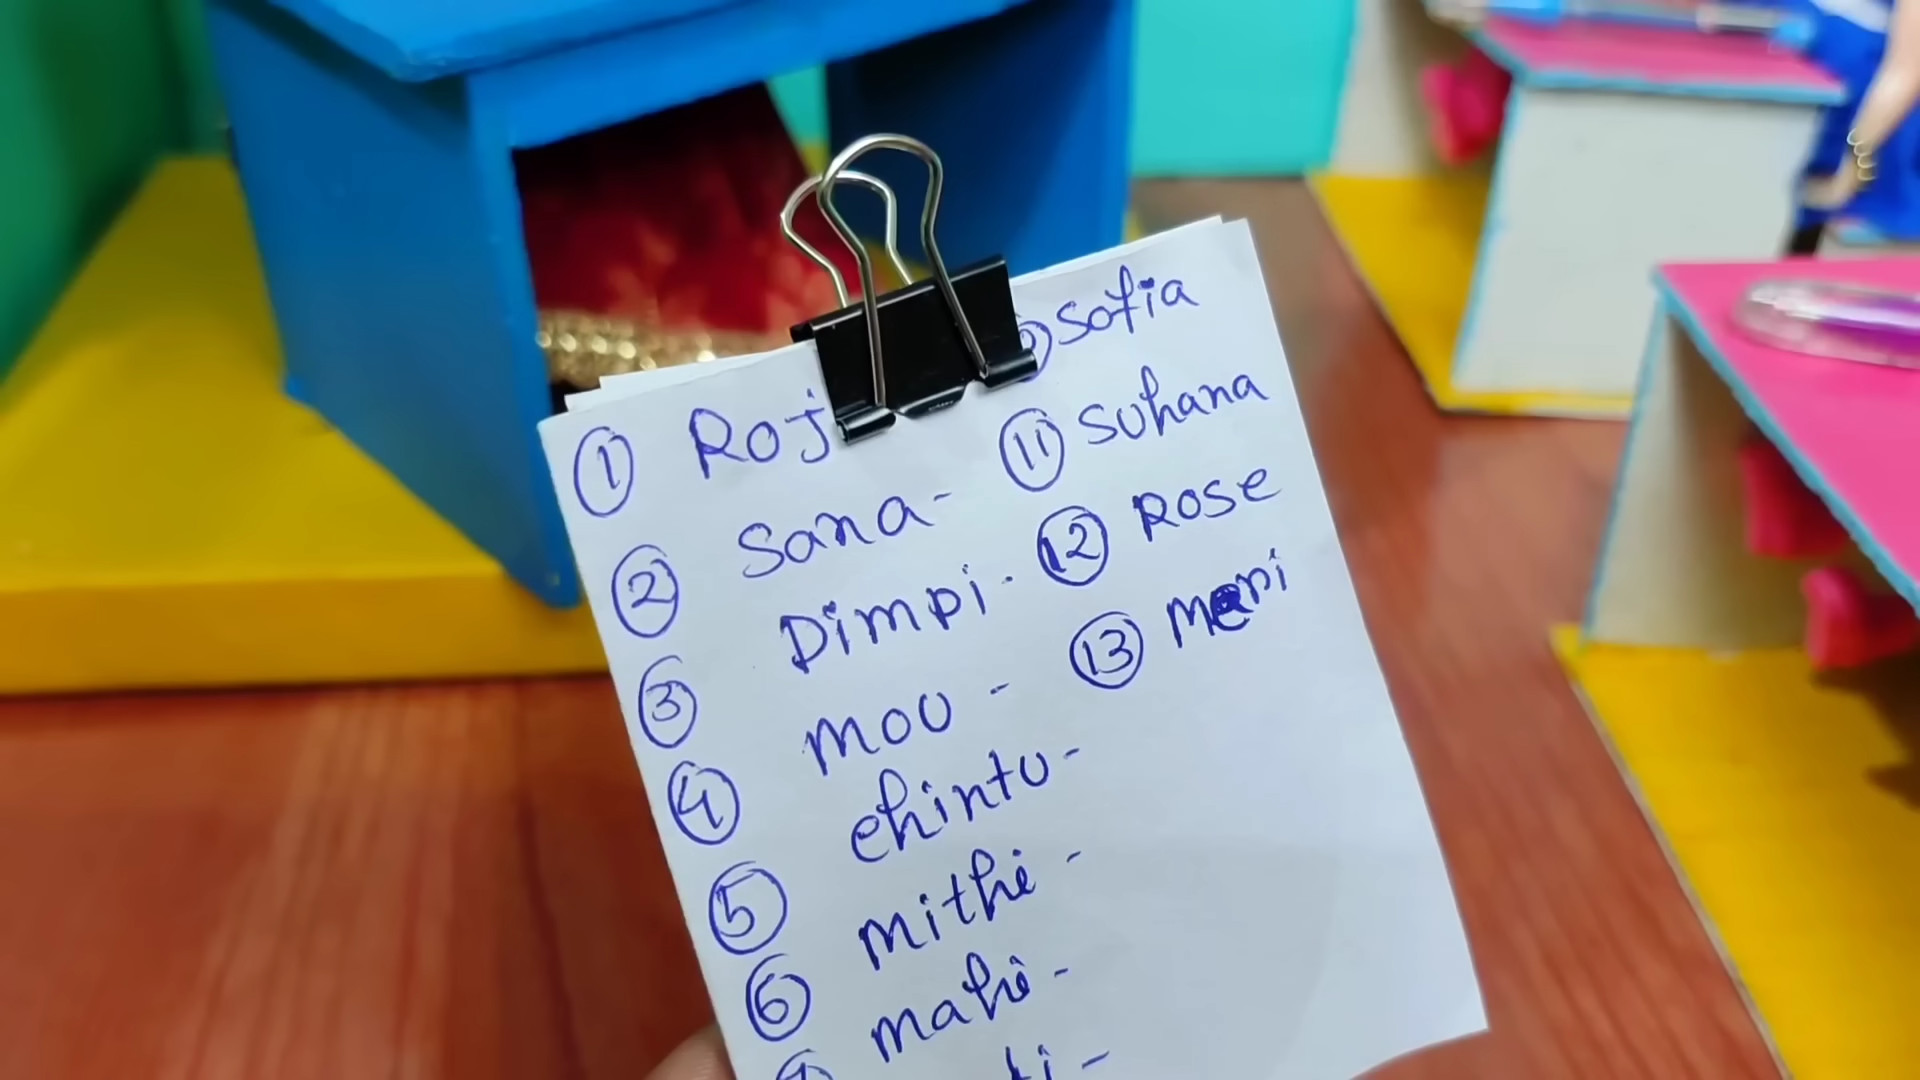 ① Roj
② Sana -
③ Dimpi -
④ Mou -
⑤ Chintu -
⑥ Mithi -
Mahi -
⑪ Suhana
⑫ Rose
⑬ Meri
Sofia